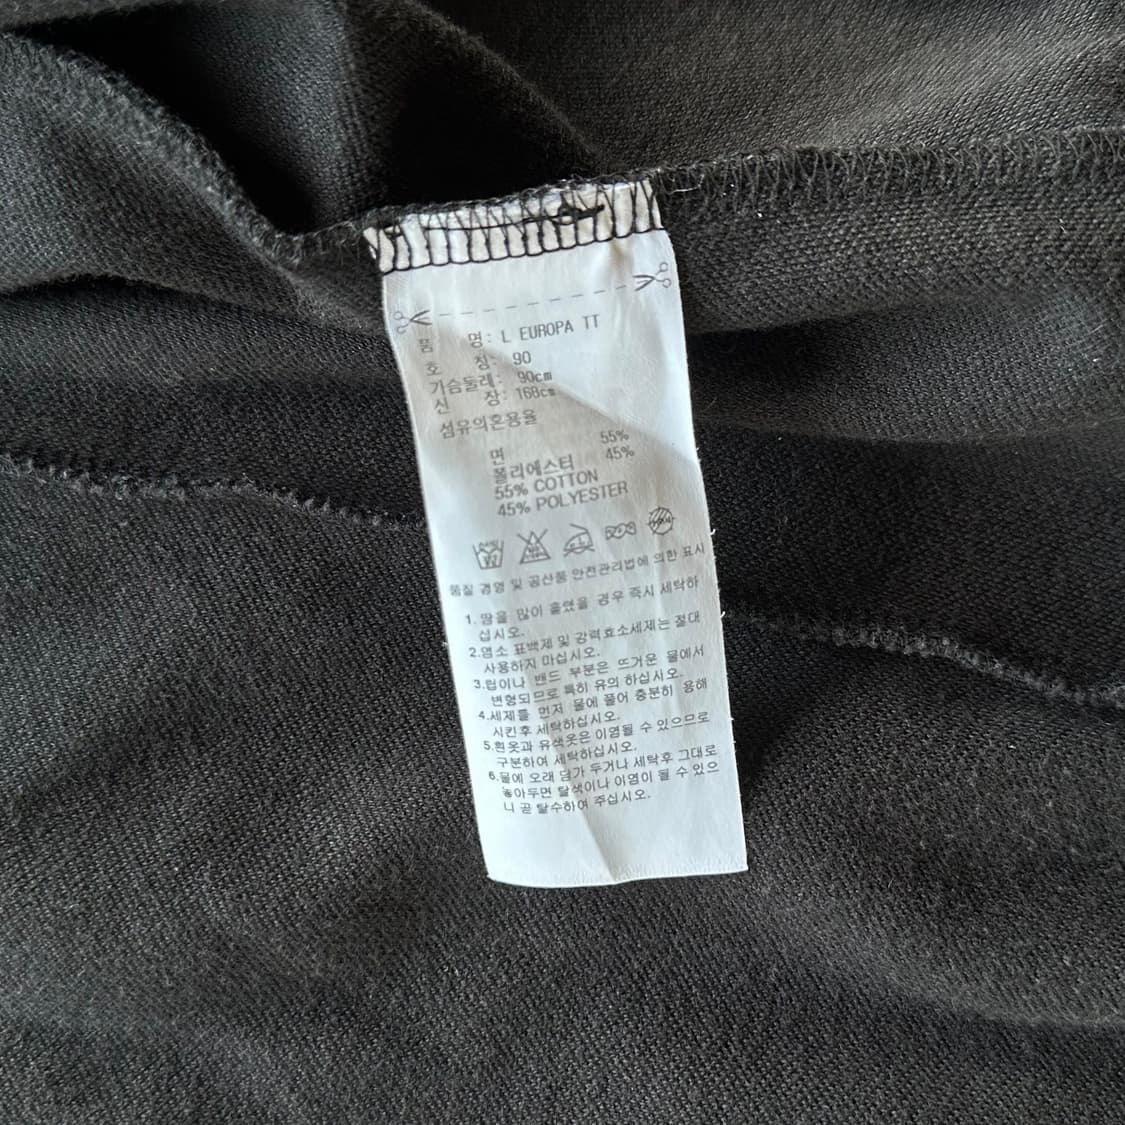 품 명: L EUROPA TT
호 칭: 90
가슴둘레: 90cm
신 장: 168cm
섬유의혼용율
면 55%
폴리에스터 45%
55% COTTON
45% POLYESTER
품질 경영 및 공산품 안전관리법에 의한 표시
1. 땀을 많이 흘렸을 경우 즉시 세탁하
십시오.
2.염소 표백제 및 강력효소세제는 절대
사용하지 마십시오.
3.립이나 밴드 부분은 뜨거운 물에서
변형되므로 특히 유의 하십시오.
4.세제를 먼저 물에 풀어 충분히 용해
시킨후 세탁하십시오.
5.흰옷과 유색옷은 이염될 수 있으므로
구분하여 세탁하십시오.
6.물에 오래 담가 두거나 세탁후 그대로
놓아두면 탈색이나 이염이 될 수 있으
니 곧 탈수하여 주십시오.